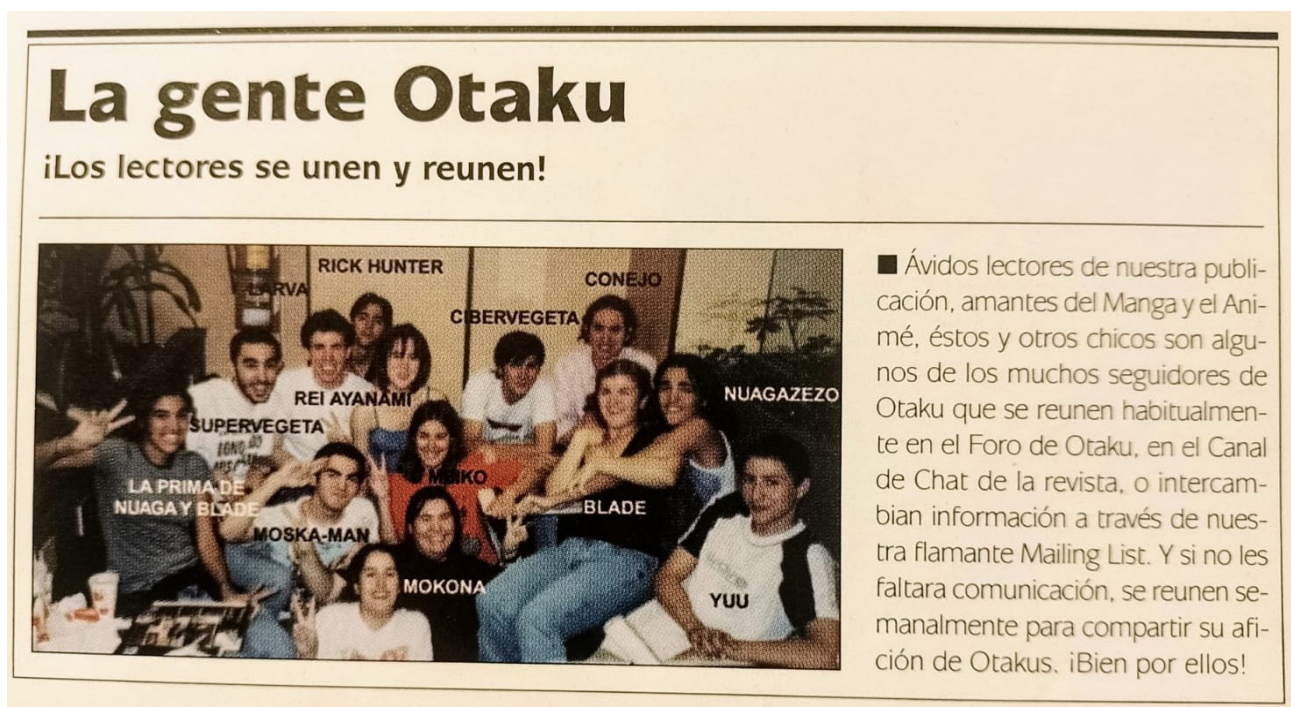 La gente Otaku
¡Los lectores se unen y reunen!
RICK HUNTER
LARVA
CONEJO
CIBERVEGETA
NUAGAZEZO
REI AYANAMI
SUPERVEGETA
MEIKO
LA PRIMA DE
NUAGA Y BLADE
BLADE
MOSKA-MAN
MOKONA
YUU
■ Ávidos lectores de nuestra publi-
cación, amantes del Manga y el Ani-
mé, éstos y otros chicos son algu-
nos de los muchos seguidores de
Otaku que se reunen habitualmen-
te en el Foro de Otaku, en el Canal
de Chat de la revista, o intercam-
bian información a través de nues-
tra flamante Mailing List. Y si no les
faltara comunicación, se reunen se-
manalmente para compartir su afi-
ción de Otakus. ¡Bien por ellos!